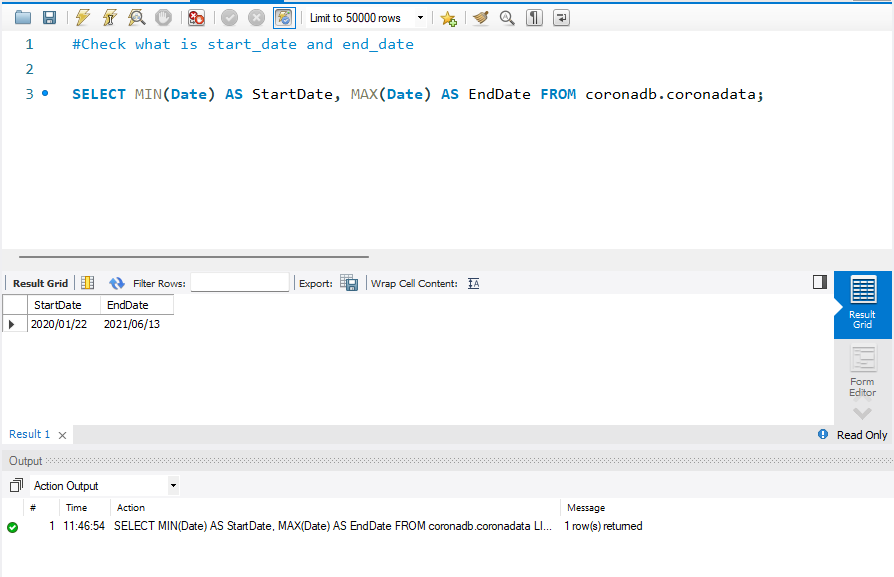 Limit to 50000 rows
1 #Check what is start_date and end_date
2
3 SELECT MIN(Date) AS StartDate, MAX(Date) AS EndDate FROM coronadb.coronadata;
Result Grid Filter Rows: Export: Wrap Cell Content:
StartDate EndDate
2020/01/22 2021/06/13
Result
Grid
Form
Editor
Result 1 Read Only
Output
Action Output
# Time Action Message
1 11:46:54 SELECT MIN(Date) AS StartDate, MAX(Date) AS EndDate FROM coronadb.coronadata LI... 1 row(s) returned